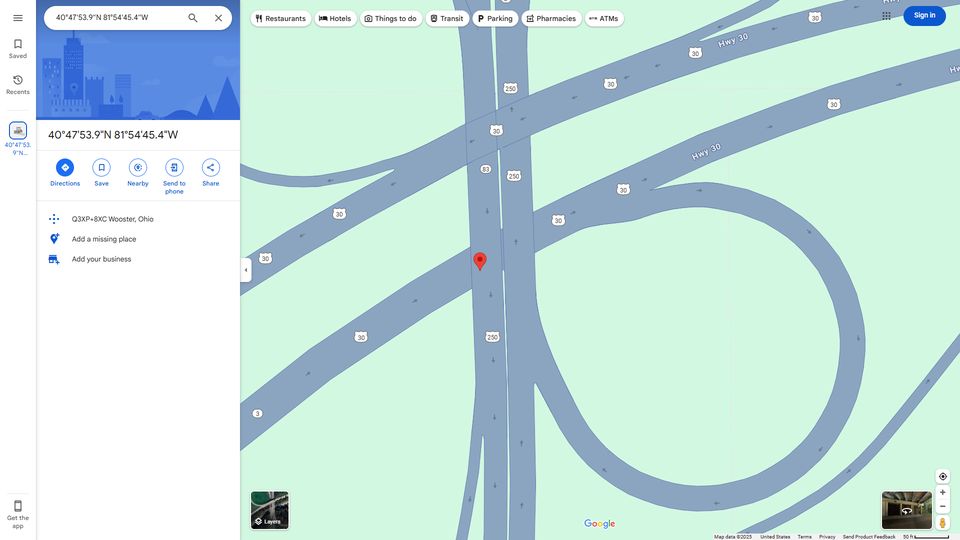 40°47'53.9"N 81°54'45.4"W
Restaurants
Hotels
Things to do
Transit
Parking
Pharmacies
ATMs
Sign in
Saved
Recents
40°47'53.
9"N...
Get the
app
40°47'53.9"N 81°54'45.4"W
Directions
Save
Nearby
Send to
phone
Share
Q3XP+8XC Wooster, Ohio
Add a missing place
Add your business
30
Hwy 30
30
30
250
30
30
Hwy 30
83
250
30
30
30
30
30
250
3
Layers
Google
Map data ©2025 United States Terms Privacy Send Product Feedback 50 ft